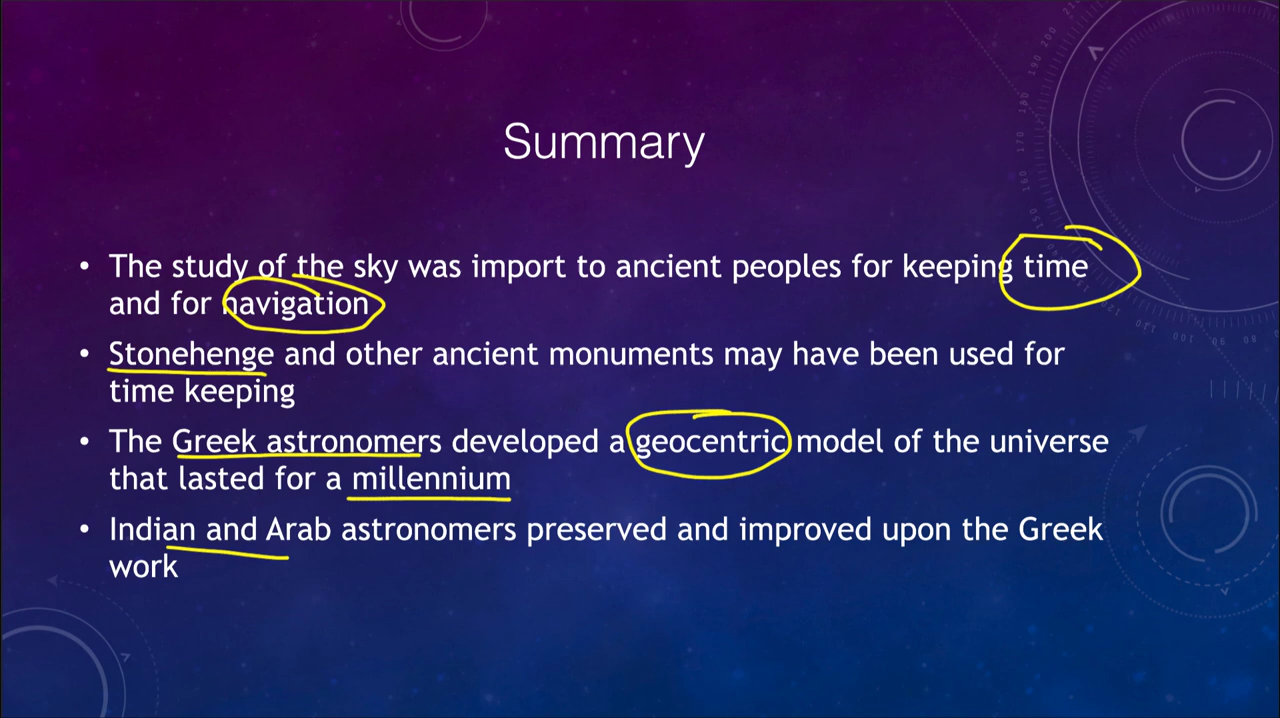 Summary
• The study of the sky was import to ancient peoples for keeping time
and for navigation
• Stonehenge and other ancient monuments may have been used for
time keeping
• The Greek astronomers developed a geocentric model of the universe
that lasted for a millennium
• Indian and Arab astronomers preserved and improved upon the Greek
work